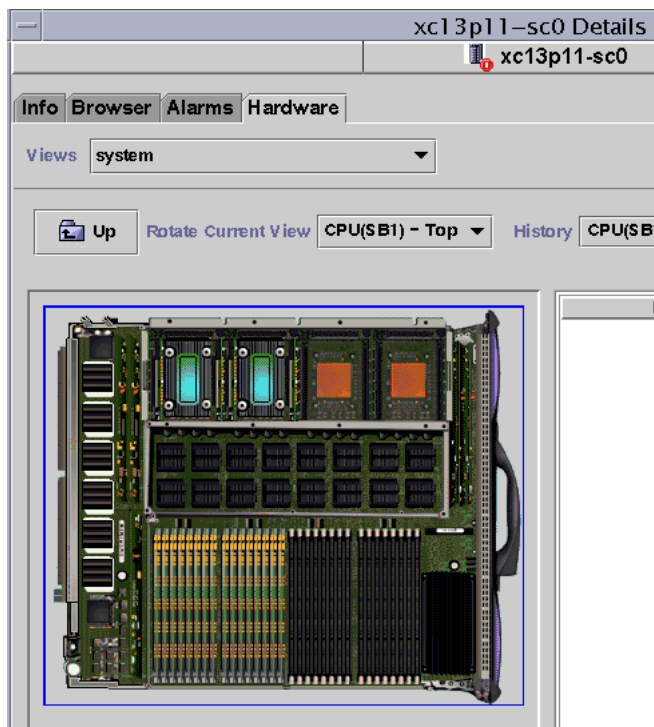 xc13p11-sc0 Details
xc13p11-sc0
Info Browser Alarms Hardware
Views system
Up Rotate Current View CPU(SB1) - Top History CPU(SB